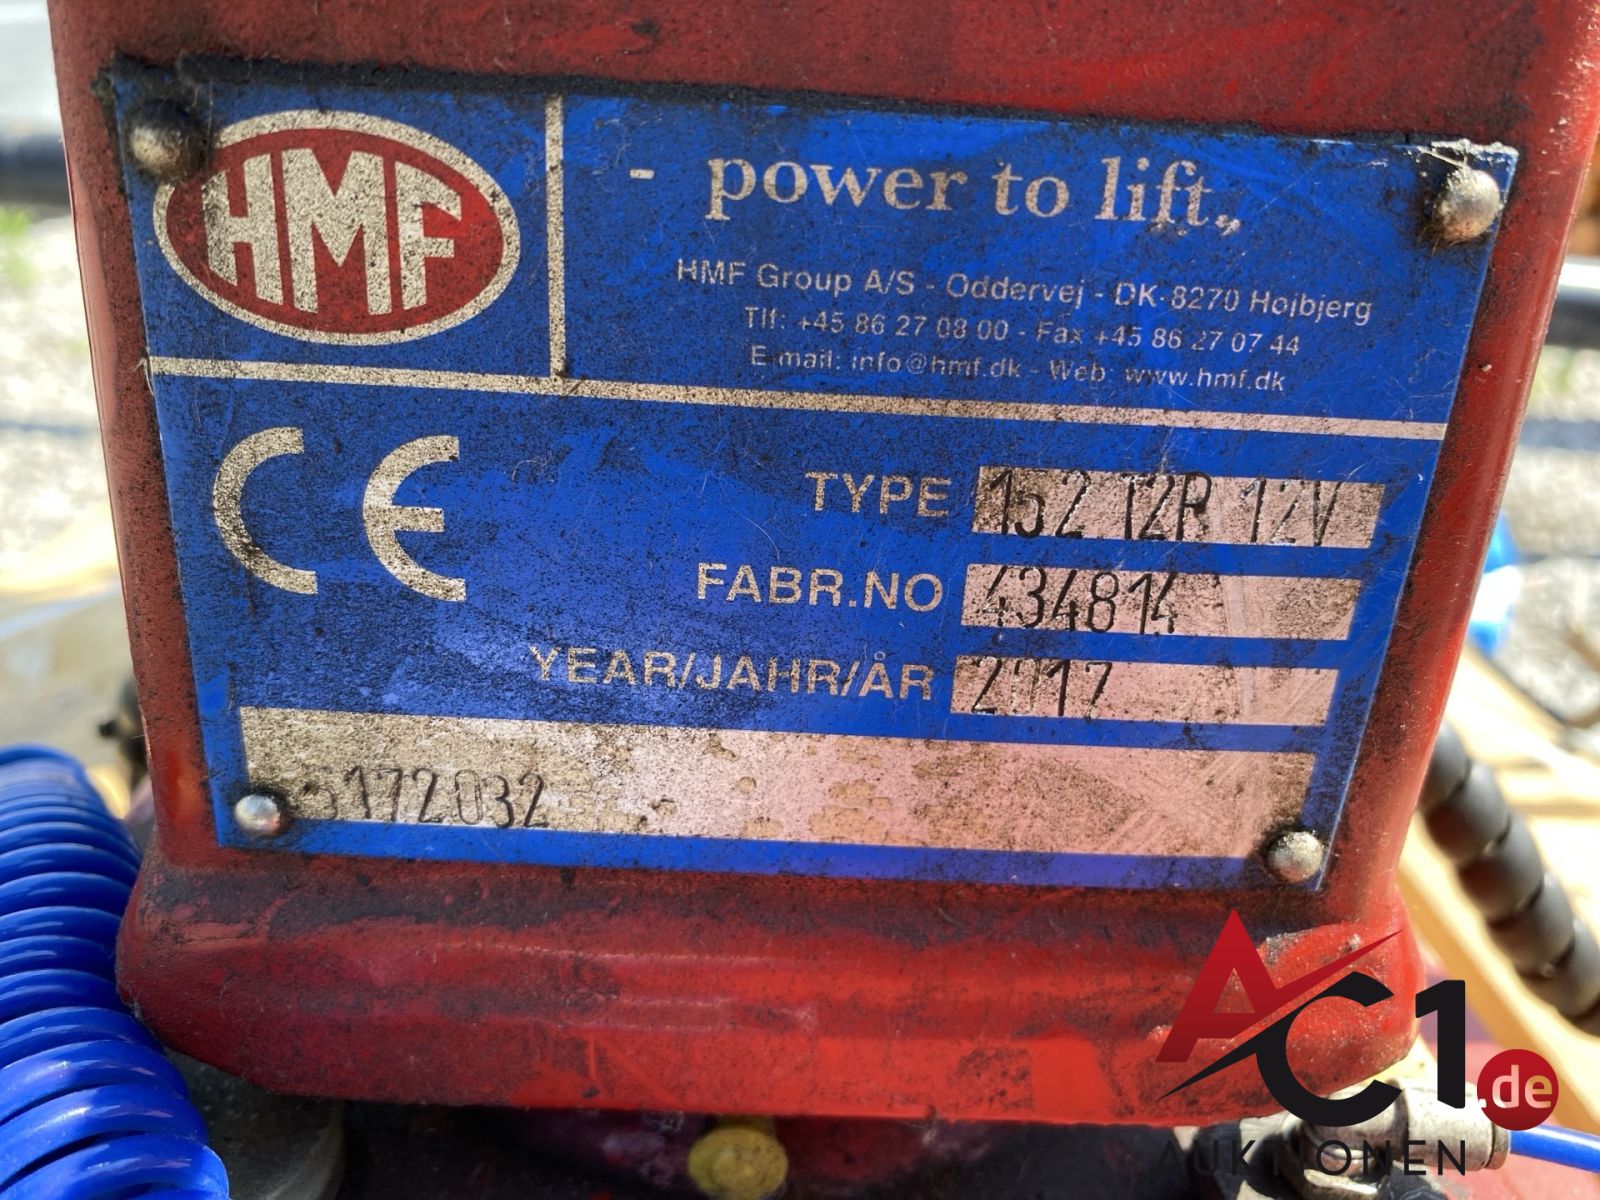 HMF
- power to lift„
HMF Group A/S - Oddervej - DK-8270 Hojbjerg
Tlf: +45 86 27 08 00 - Fax +45 86 27 07 44
E-mail: info@hmf.dk - Web: www.hmf.dk
CE
TYPE 152 T2R 12V
FABR.NO 434814
YEAR/JAHR/ÅR 2017
5172032
AC1.de
AUKTIONEN